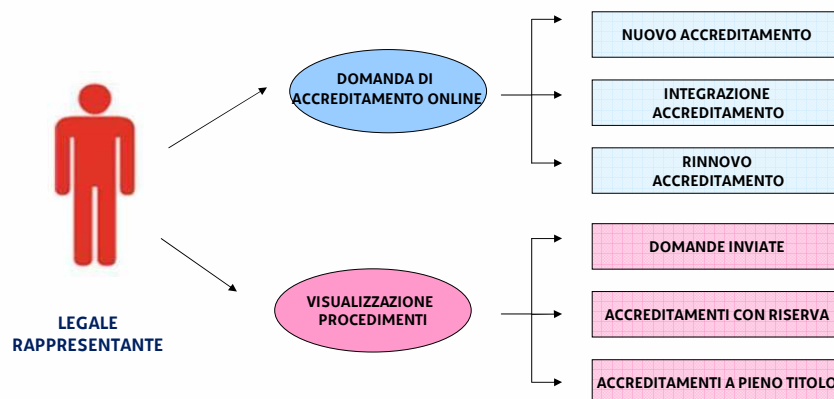 LEGALE
RAPPRESENTANTE
DOMANDA DI
ACCREDITAMENTO ONLINE
NUOVO ACCREDITAMENTO
INTEGRAZIONE
ACCREDITAMENTO
RINNOVO
ACCREDITAMENTO
VISUALIZZAZIONE
PROCEDIMENTI
DOMANDE INVIATE
ACCREDITAMENTI CON RISERVA
ACCREDITAMENTI A PIENO TITOLO